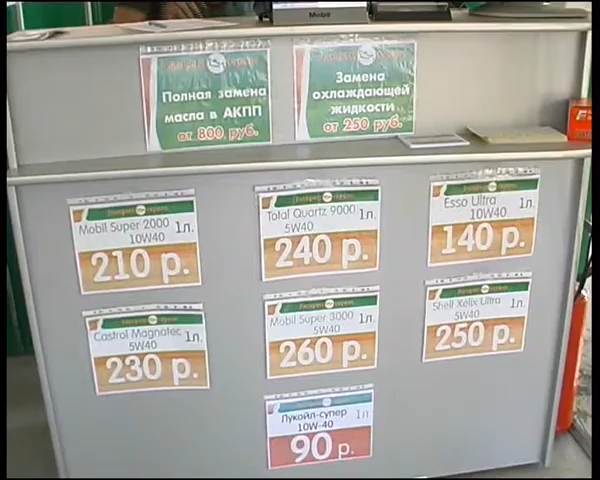 Mobil
Полная замена
масла в АКПП
от 800 руб.
Замена
охлаждающей
жидкости
от 250 руб.
Mobil Super 2000 1л.
10W40
210 р.
Total Quartz 9000 1л.
5W40
240 р.
Esso Ultra 1л.
10W40
140 р.
Castrol Magnatec 1л.
5W40
230 р.
Mobil Super 3000 1л.
5W40
260 р.
Shell Xelix Ultra 1л.
5W40
250 р.
Лукойл-супер 1л.
10W-40
90 р.